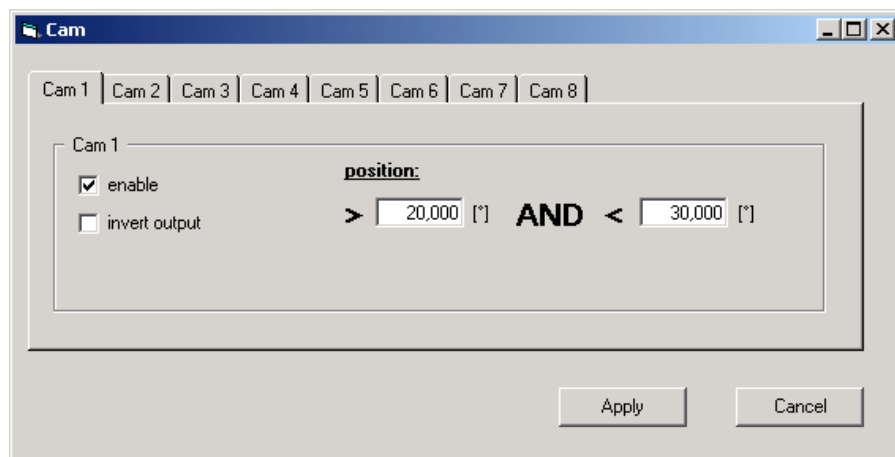 Cam
Cam 1 Cam 2 Cam 3 Cam 4 Cam 5 Cam 6 Cam 7 Cam 8
Cam 1
position:
enable
> 20,000 [°] AND < 30,000 [°]
invert output
Apply Cancel